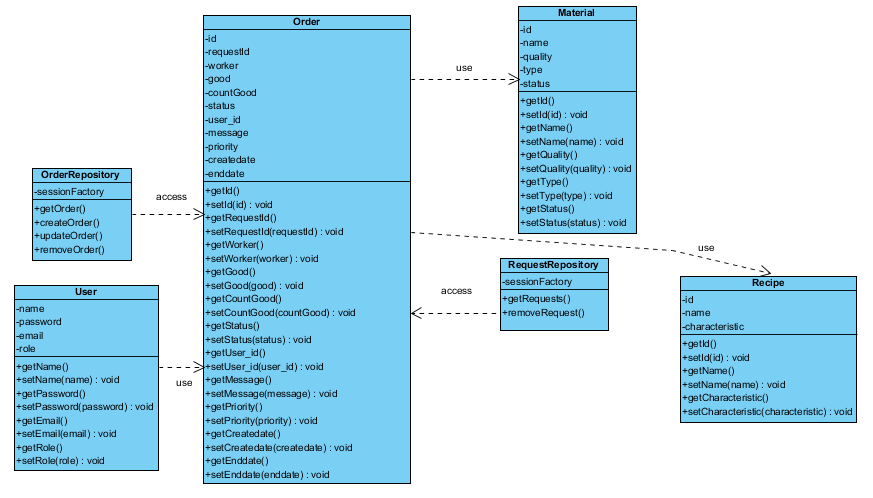 Order
-id
-requestId
-worker
-good
-countGood
-status
-user_id
-message
-priority
-createdate
-enddate
+getId()
+setId(id) : void
+getRequestId()
+setRequestId(requestId) : void
+getWorker()
+setWorker(worker) : void
+getGood()
+setGood(good) : void
+getCountGood()
+setCountGood(countGood) : void
+getStatus()
+setStatus(status) : void
+getUser_id()
+setUser_id(user_id) : void
+getMessage()
+setMessage(message) : void
+getPriority()
+setPriority(priority) : void
+getCreatedate()
+setCreatedate(createdate) : void
+getEnddate()
+setEnddate(enddate) : void
use
Material
-id
-name
-quality
-type
-status
+getId()
+setId(id) : void
+getName()
+setName(name) : void
+getQuality()
+setQuality(quality) : void
+getType()
+setType(type) : void
+getStatus()
+setStatus(status) : void
OrderRepository
-sessionFactory
+getOrder()
+createOrder()
+updateOrder()
+removeOrder()
access
use
RequestRepository
-sessionFactory
+getRequests()
+removeRequest()
access
Recipe
-id
-name
-characteristic
+getId()
+setId(id) : void
+getName()
+setName(name) : void
+getCharacteristic()
+setCharacteristic(characteristic) : void
User
-name
-password
-email
-role
+getName()
+setName(name) : void
+getPassword()
+setPassword(password) : void
+getEmail()
+setEmail(email) : void
+getRole()
+setRole(role) : void
use